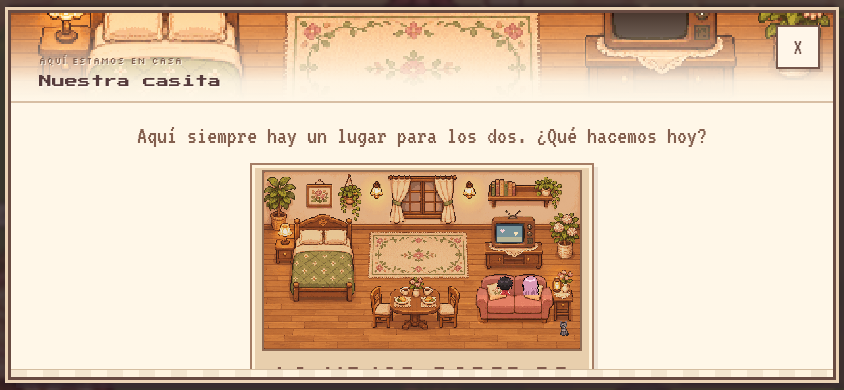 AQUÍ ESTAMOS EN CASA
Nuestra casita
X
Aquí siempre hay un lugar para los dos. ¿Qué hacemos hoy?